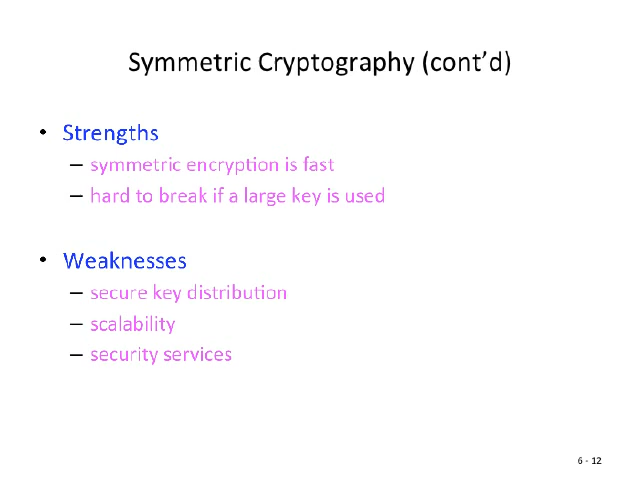 Symmetric Cryptography (cont’d)
• Strengths
– symmetric encryption is fast
– hard to break if a large key is used
• Weaknesses
– secure key distribution
– scalability
– security services
6 - 12